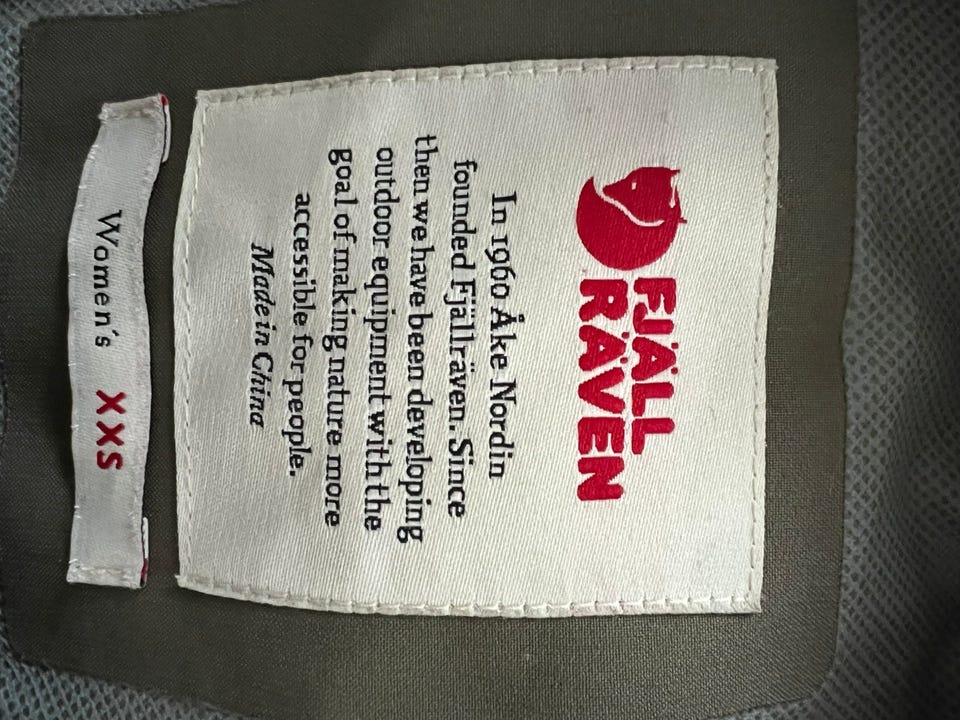 FJÄLL
RÄVEN
In 1960 Åke Nordin
founded Fjällräven. Since
then we have been developing
outdoor equipment with the
goal of making nature more
accessible for people.
Made in China
Women's XXS